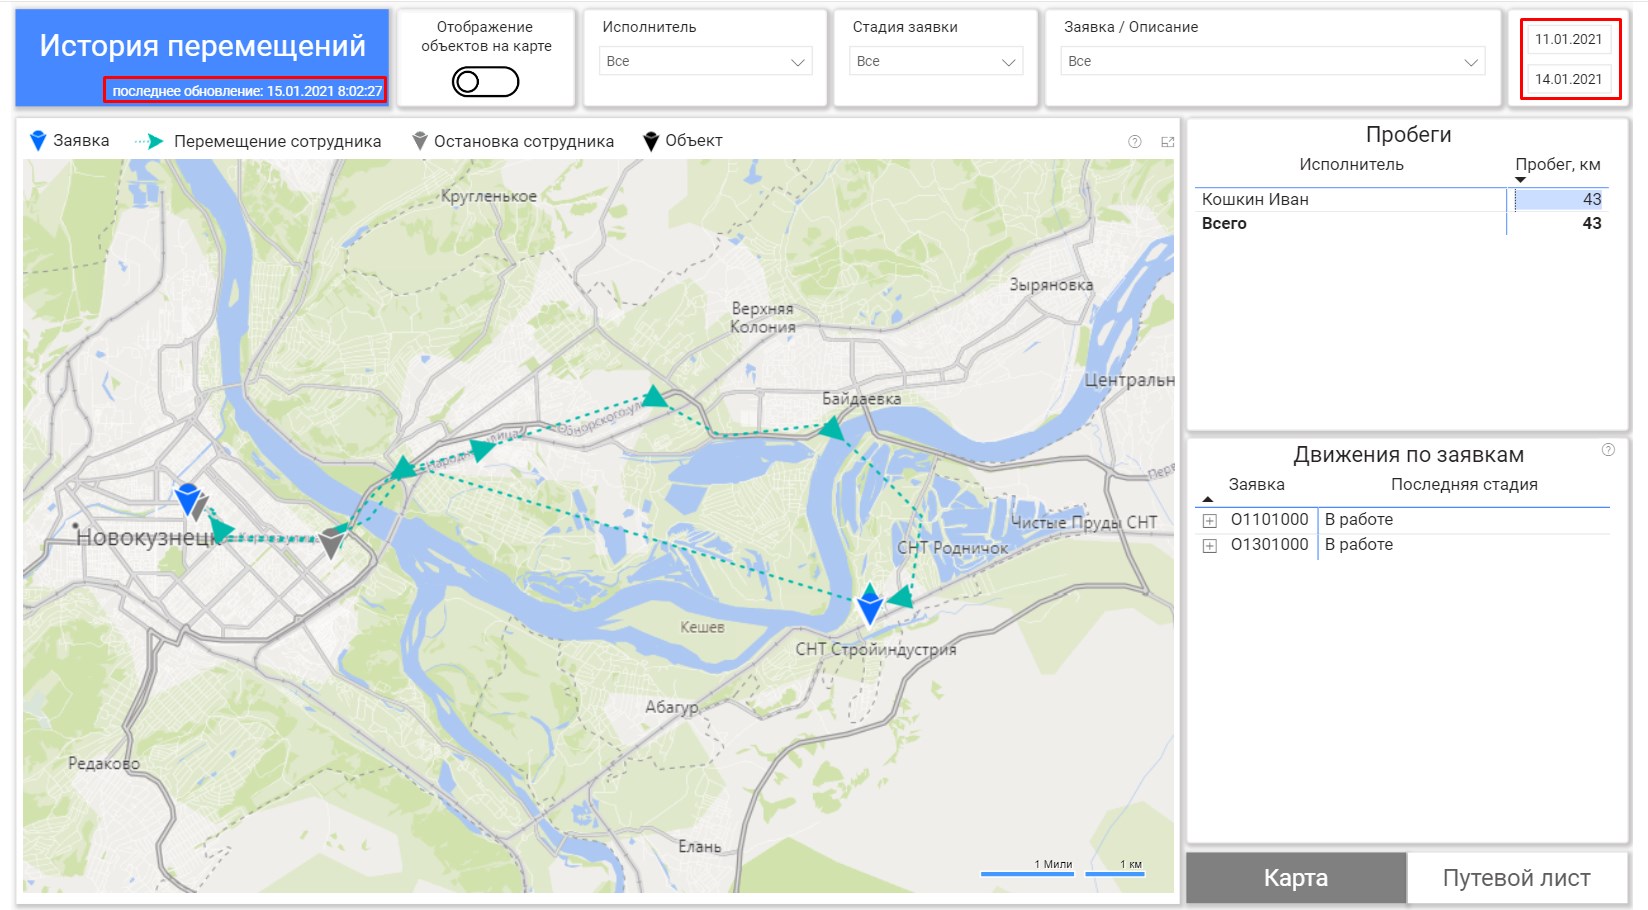 История перемещений
последнее обновление: 15.01.2021 8:02:27
Отображение
объектов на карте
Исполнитель
Все
Стадия заявки
Все
Заявка / Описание
Все
11.01.2021
14.01.2021
Заявка
Перемещение сотрудника
Остановка сотрудника
Объект
Кругленькое
Зыряновка
Верхняя
Колония
Центральн
Байдаевка
Новокузнецк
Чистые Пруды СНТ
СНТ Родничок
Кешев
СНТ Стройиндустрия
Абагур
Редаково
Елань
1 Мили
1 км
Пробеги
Исполнитель
Пробег, км
Кошкин Иван
43
Всего
43
Движения по заявкам
Заявка
Последняя стадия
О1101000
В работе
О1301000
В работе
Карта
Путевой лист